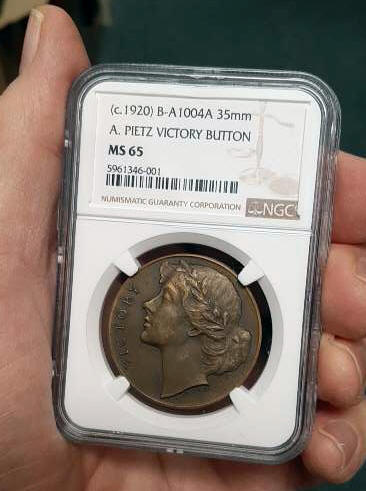 (c.1920) B-A1004A 35mm
A. PIETZ VICTORY BUTTON
MS 65
5961346-001
NUMISMATIC GUARANTY CORPORATION NGC
VICTORY